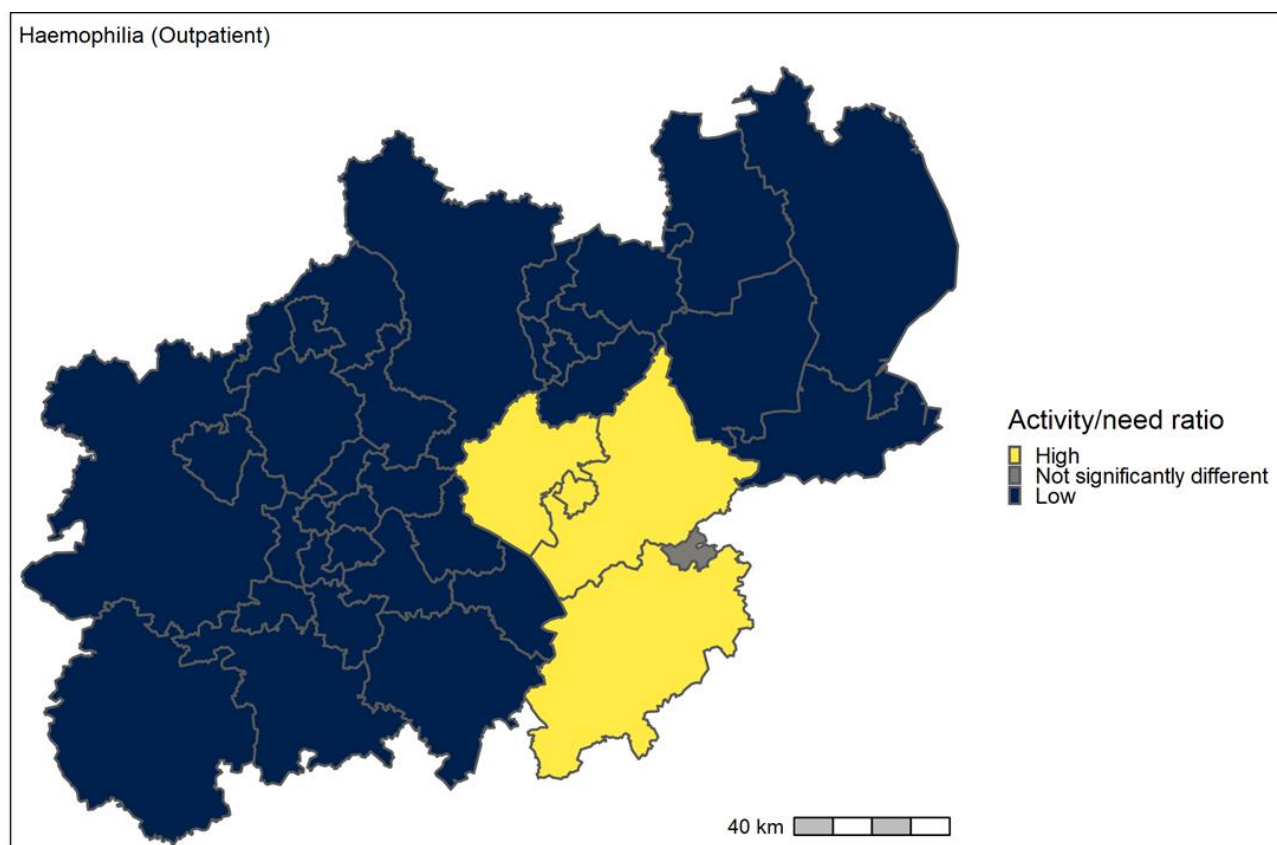 Haemophilia (Outpatient)
Activity/need ratio
High
Not significantly different
Low
40 km